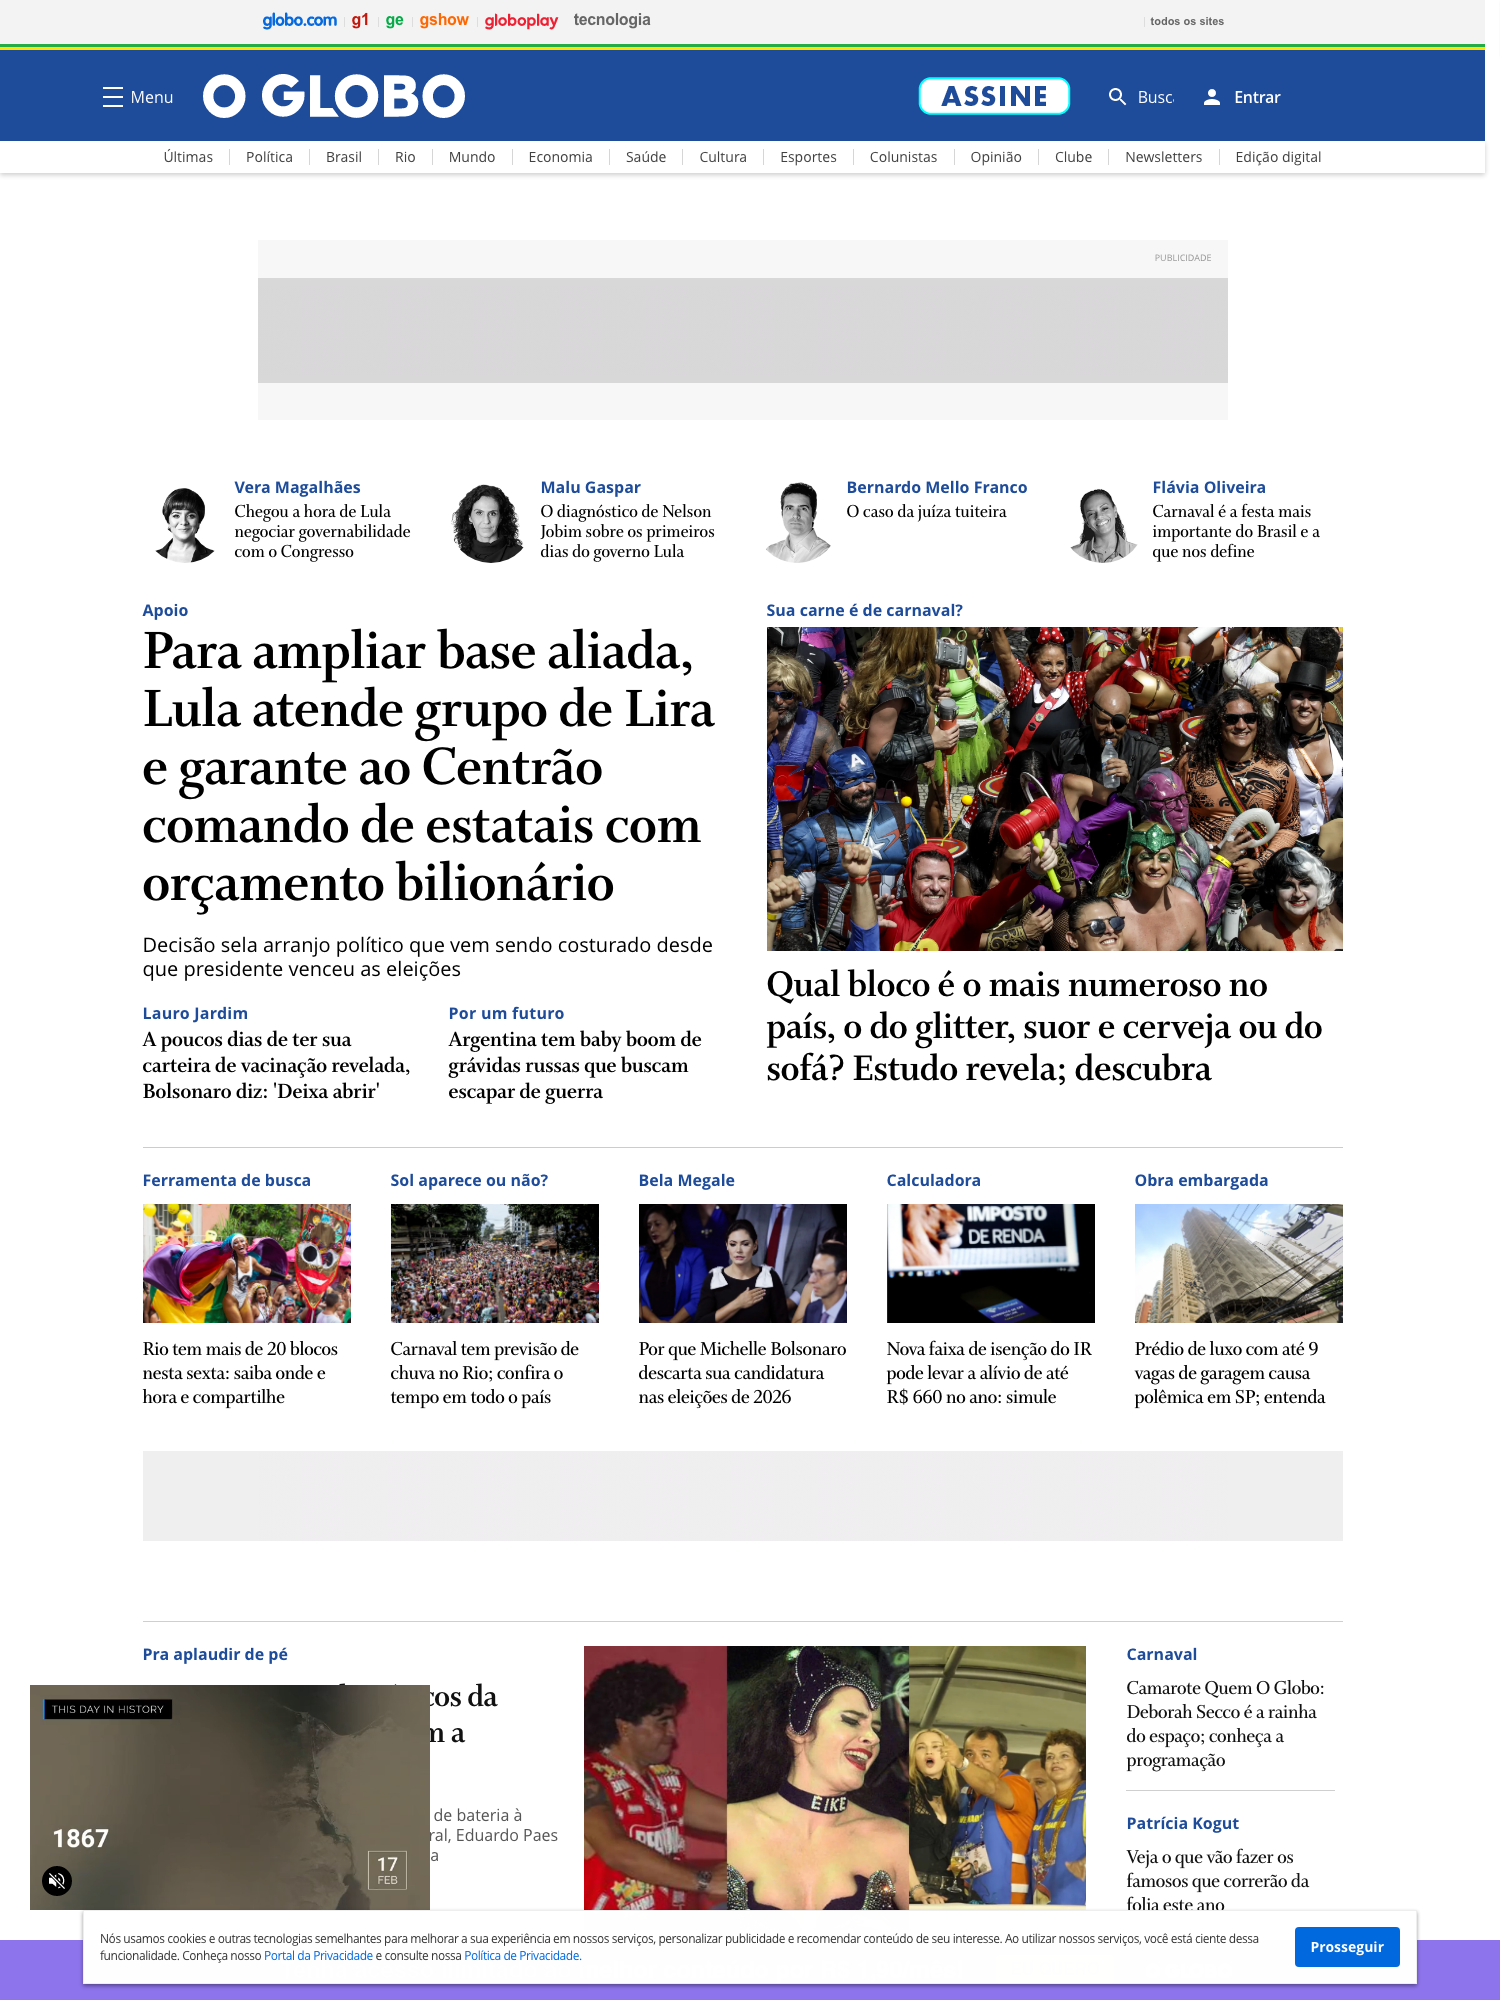 globo.com g1 ge gshow globoplay tecnologia todos os sites
Menu O GLOBO ASSINE Busc Entrar
Últimas Política Brasil Rio Mundo Economia Saúde Cultura Esportes Colunistas Opinião Clube Newsletters Edição digital
PUBLICIDADE
Vera Magalhães
Chegou a hora de Lula
negociar governabilidade
com o Congresso
Malu Gaspar
O diagnóstico de Nelson
Jobim sobre os primeiros
dias do governo Lula
Bernardo Mello Franco
O caso da juíza tuiteira
Flávia Oliveira
Carnaval é a festa mais
importante do Brasil e a
que nos define
Apoio
Para ampliar base aliada,
Lula atende grupo de Lira
e garante ao Centrão
comando de estatais com
orçamento bilionário
Decisão sela arranjo político que vem sendo costurado desde
que presidente venceu as eleições
Lauro Jardim
A poucos dias de ter sua
carteira de vacinação revelada,
Bolsonaro diz: 'Deixa abrir'
Por um futuro
Argentina tem baby boom de
grávidas russas que buscam
escapar de guerra
Sua carne é de carnaval?
A
Qual bloco é o mais numeroso no
país, o do glitter, suor e cerveja ou do
sofá? Estudo revela; descubra
Ferramenta de busca
Rio tem mais de 20 blocos
nesta sexta: saiba onde e
hora e compartilhe
Sol aparece ou não?
Carnaval tem previsão de
chuva no Rio; confira o
tempo em todo o país
Bela Megale
Por que Michelle Bolsonaro
descarta sua candidatura
nas eleições de 2026
Calculadora
IMPOSTO
DE RENDA
Nova faixa de isenção do IR
pode levar a alívio de até
R$ 660 no ano: simule
Obra embargada
Prédio de luxo com até 9
vagas de garagem causa
polêmica em SP; entenda
Pra aplaudir de pé
cos da
m a
de bateria à
ral, Eduardo Paes
a
THIS DAY IN HISTORY
1867
17
FEB
EIKE
Carnaval
Camarote Quem O Globo:
Deborah Secco é a rainha
do espaço; conheça a
programação
Patrícia Kogut
Veja o que vão fazer os
famosos que correrão da
folia este ano
Nós usamos cookies e outras tecnologias semelhantes para melhorar a sua experiência em nossos serviços, personalizar publicidade e recomendar conteúdo de seu interesse. Ao utilizar nossos serviços, você está ciente dessa
funcionalidade. Conheça nosso Portal da Privacidade e consulte nossa Política de Privacidade.
Prosseguir